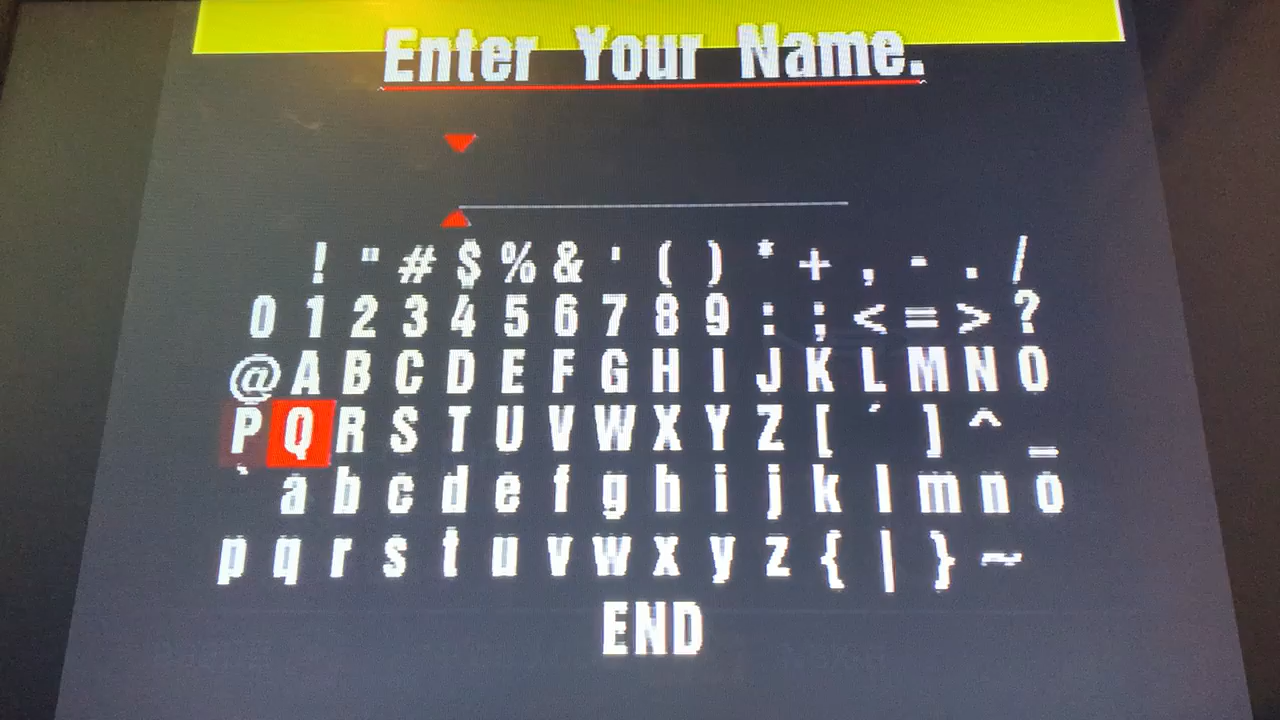 Enter Your Name.
! " # $ % & ' ( ) * + , - . /
0 1 2 3 4 5 6 7 8 9 : ; < = > ?
@ A B C D E F G H I J K L M N O
P Q R S T U V W X Y Z [ ´ ] ^ _
` a b c d e f g h i j k l m n o
p q r s t u v w x y z { | } ~
END